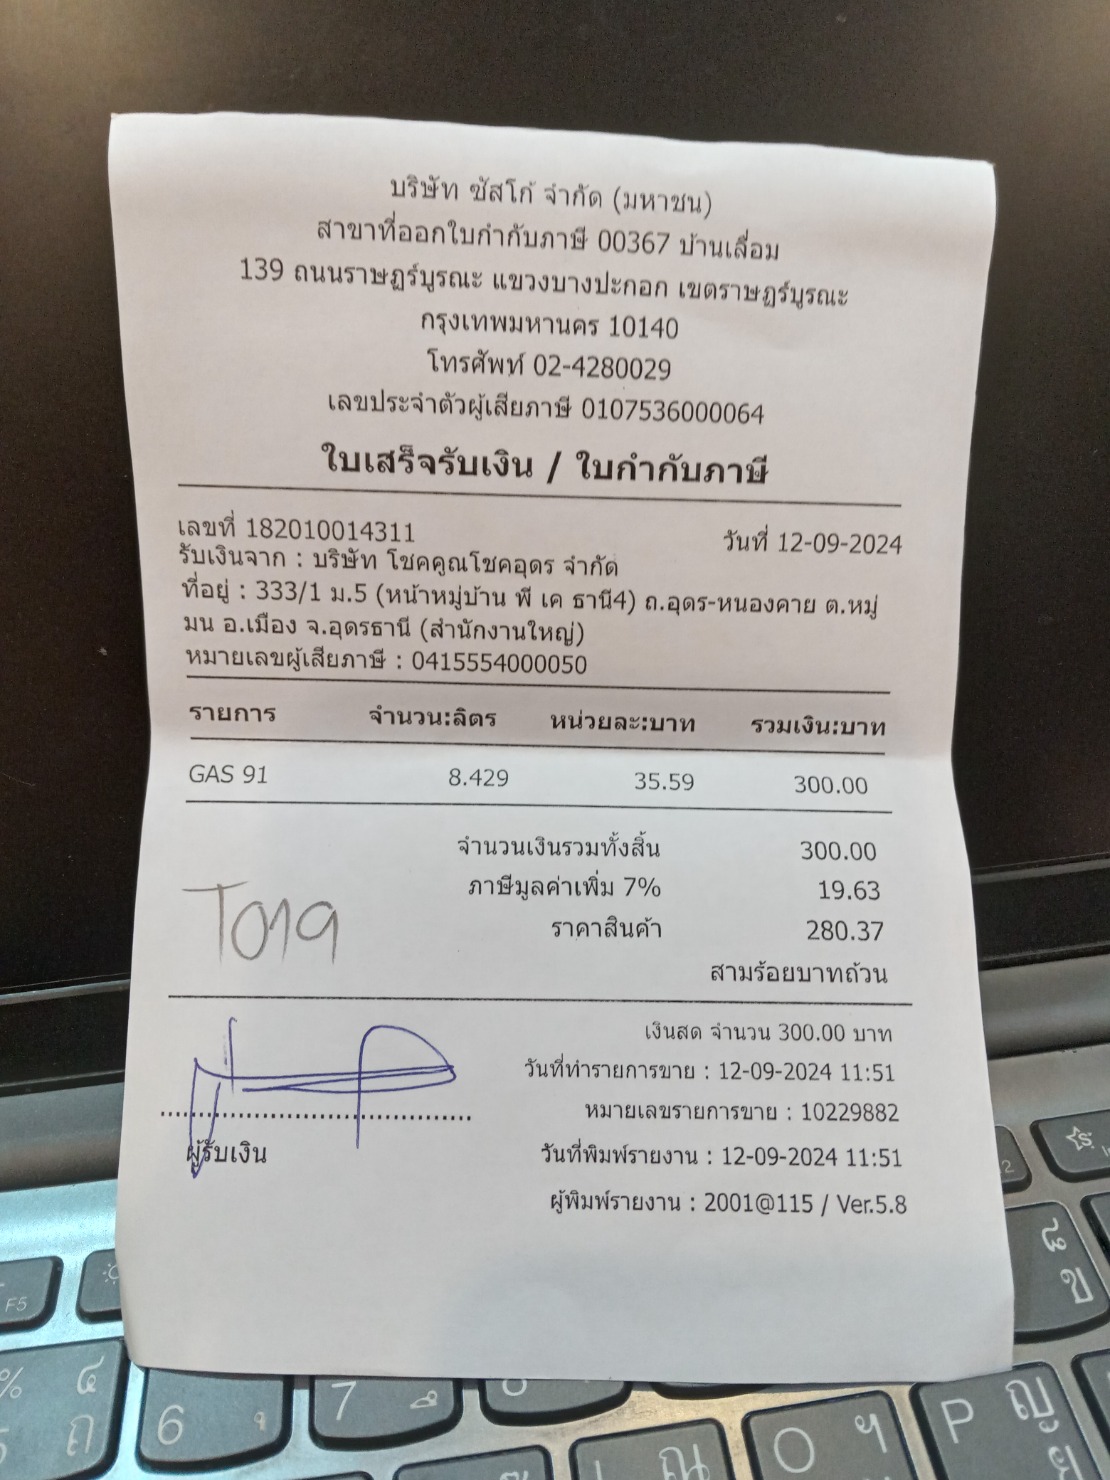 บริษัท ซัสโก้ จำกัด (มหาชน)
สาขาที่ออกใบกำกับภาษี 00367 บ้านเลื่อม
139 ถนนราษฎร์บูรณะ แขวงบางปะกอก เขตราษฎร์บูรณะ
กรุงเทพมหานคร 10140
โทรศัพท์ 02-4280029
เลขประจำตัวผู้เสียภาษี 0107536000064
ใบเสร็จรับเงิน / ใบกำกับภาษี
เลขที่ 182010014311 วันที่ 12-09-2024
รับเงินจาก : บริษัท โชคคูณโชคอุดร จำกัด
ที่อยู่ : 333/1 ม.5 (หน้าหมู่บ้าน พี เค ธานี4) ถ.อุดร-หนองคาย ต.หมู่
มน อ.เมือง จ.อุดรธานี (สำนักงานใหญ่)
หมายเลขผู้เสียภาษี : 0415554000050
รายการ จำนวน:ลิตร หน่วยละ:บาท รวมเงิน:บาท
GAS 91 8.429 35.59 300.00
จำนวนเงินรวมทั้งสิ้น 300.00
ภาษีมูลค่าเพิ่ม 7% 19.63
ราคาสินค้า 280.37
T019
สามร้อยบาทถ้วน
เงินสด จำนวน 300.00 บาท
วันที่ทำรายการขาย : 12-09-2024 11:51
หมายเลขรายการขาย : 10229882
ผู้รับเงิน วันที่พิมพ์รายงาน : 12-09-2024 11:51
ผู้พิมพ์รายงาน : 2001@115 / Ver.5.8
F5
% ๔
ถ
6
7
O ฯ
P ญ
ย
ข